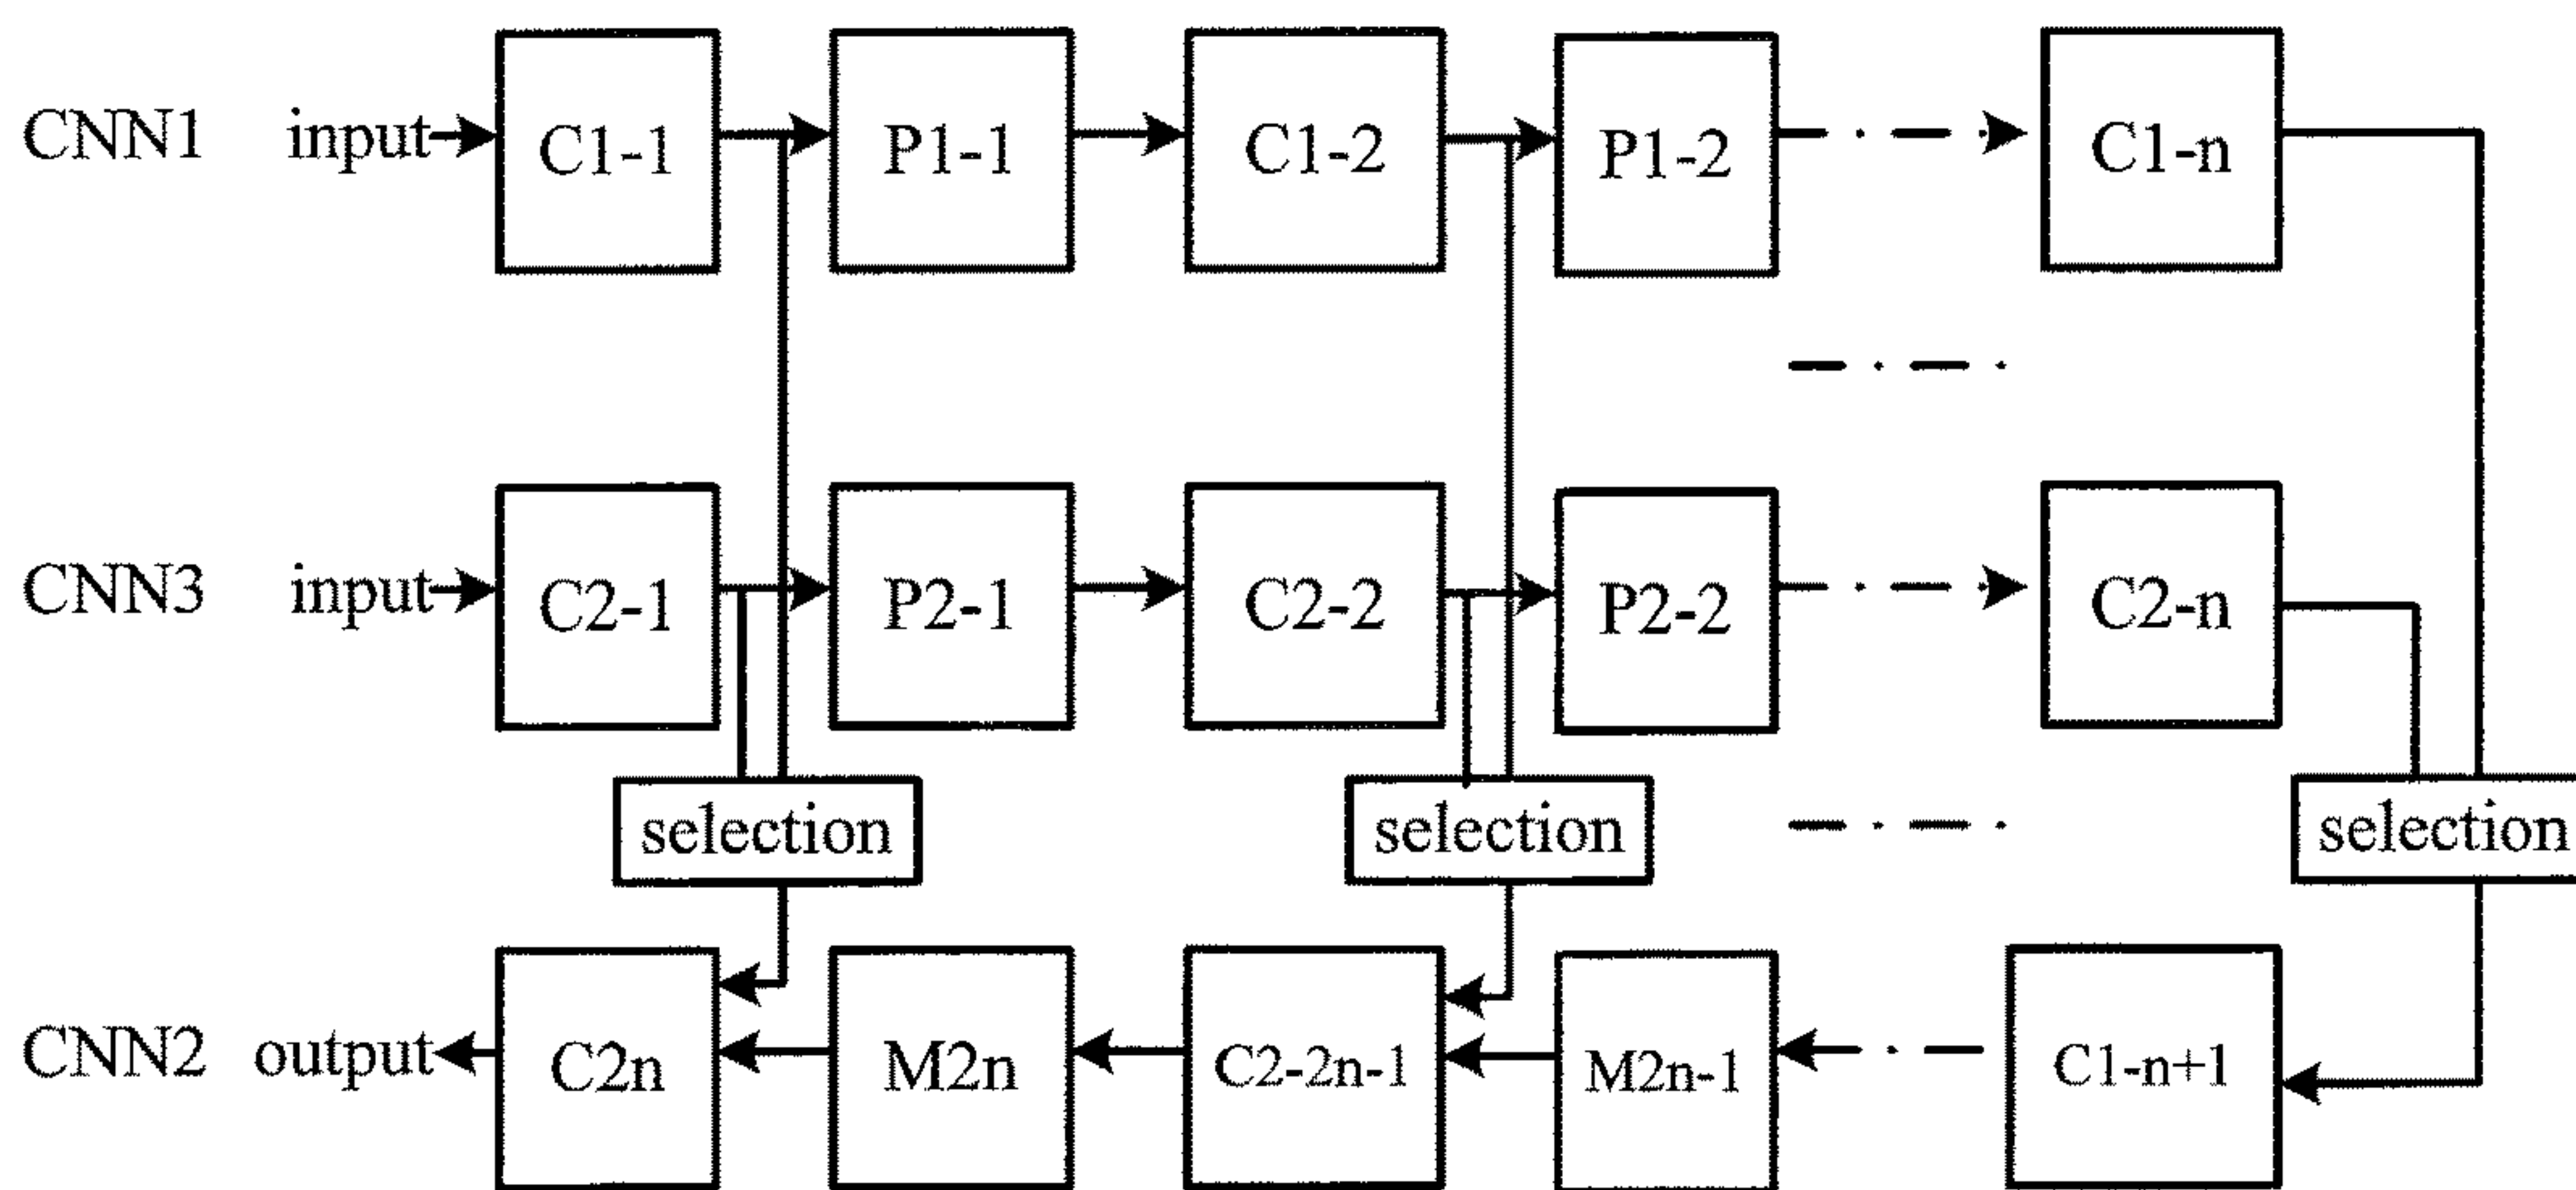 CNN1 input C1-1 P1-1 C1-2 P1-2 C1-n
CNN3 input C2-1 P2-1 C2-2 P2-2 C2-n
selection selection selection
CNN2 output C2n M2n C2-2n-1 M2n-1 C1-n+1